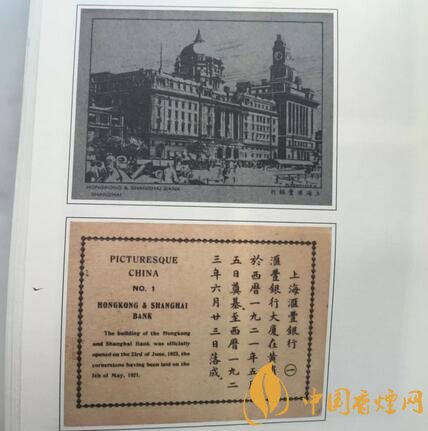 HONGKONG & SHANGHAI BANK
SHANGHAI
上海滙豐銀行
PICTURESQUE
CHINA
NO. 1
HONGKONG & SHANGHAI
BANK
The building of the Hongkong
and Shanghai Bank was officially
opened on the 23rd of June, 1923, the
cornerstone having been laid on the
5th of May, 1921.
上海滙豐銀行 一
滙豐銀行大廈在黃
於西曆一九二一年五
五日奠基至西曆一九二
三年六月廿三日落成
中国香烟网